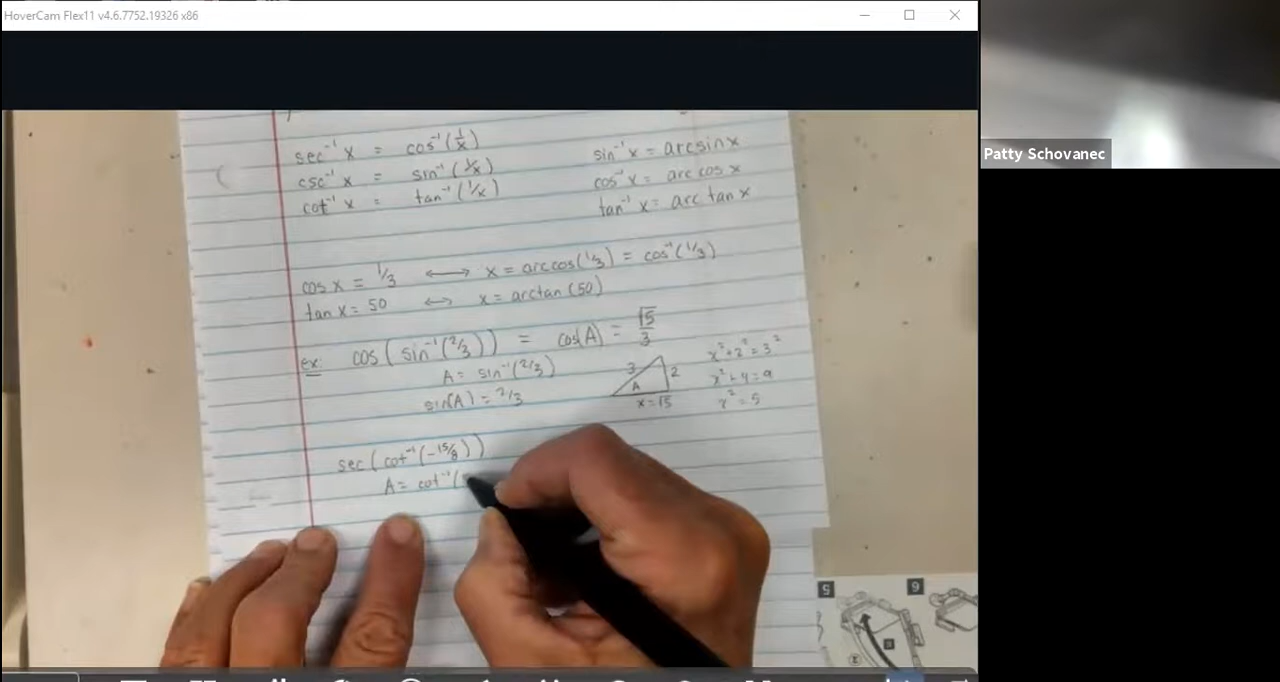 HoverCam Flex11 v4.6.7752.19326 x86
Patty Schovanec
sec⁻¹ x = cos⁻¹(1/x)
csc⁻¹ x = sin⁻¹(1/x)
cot⁻¹ x = tan⁻¹(1/x)
sin⁻¹ x = arcsin x
cos⁻¹ x = arc cos x
tan⁻¹ x = arc tan x
cos x = 1/3 ⟷ x = arccos(1/3) = cos⁻¹(1/3)
tan x = 50 ⟷ x = arctan(50)
ex: cos(sin⁻¹(2/3)) = cos(A) = √5/3
A = sin⁻¹(2/3)
sin(A) = 2/3
3 2
A
x=√5
x²+2²=3²
x²+4=9
x²=5
sec(cot⁻¹(-15/8))
A = cot⁻¹(
5 6